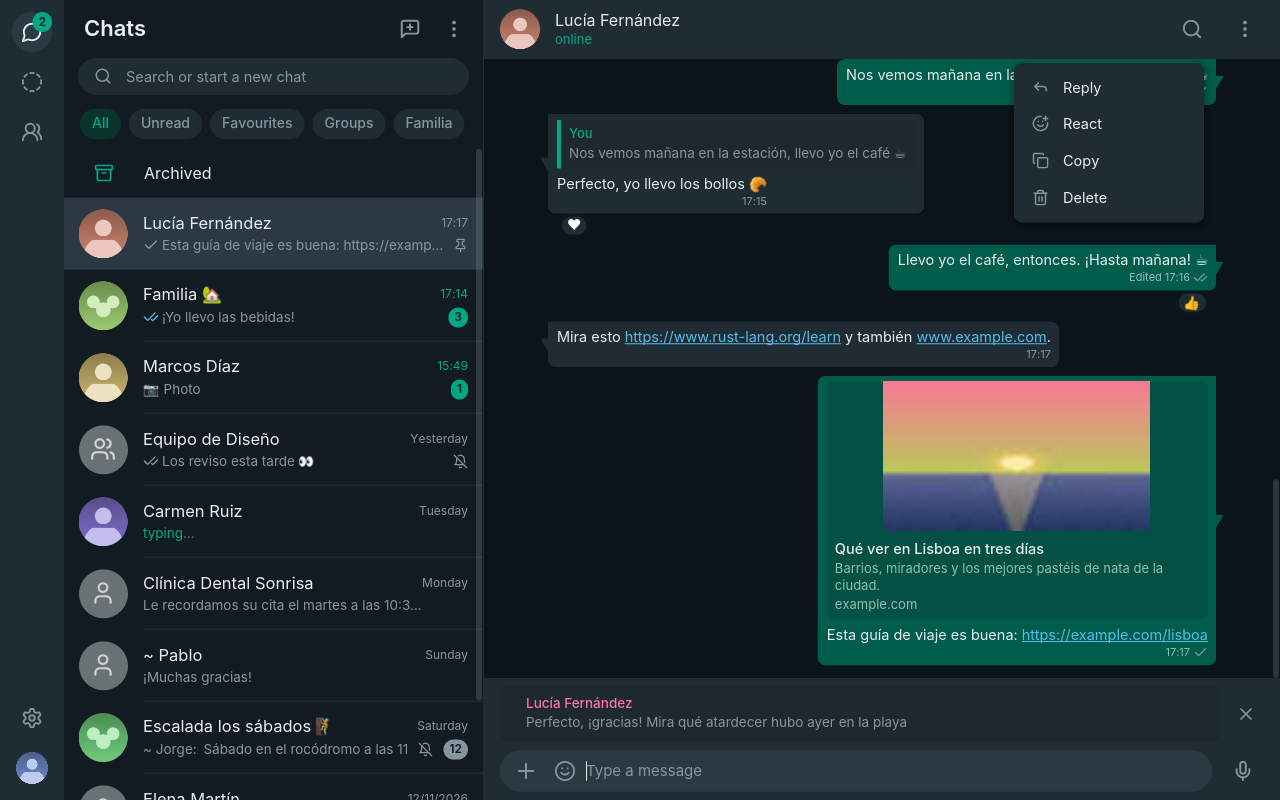 2
Chats
Search or start a new chat
All Unread Favourites Groups Familia
Archived
Lucía Fernández 17:17
Esta guía de viaje es buena: https://examp...
Familia 🏡 17:14
¡Yo llevo las bebidas! 3
Marcos Díaz 15:49
📷 Photo 1
Equipo de Diseño Yesterday
Los reviso esta tarde 👀
Carmen Ruiz Tuesday
typing...
Clínica Dental Sonrisa Monday
Le recordamos su cita el martes a las 10:3...
~ Pablo Sunday
¡Muchas gracias!
Escalada los sábados 🧗 Saturday
~ Jorge: Sábado en el rocódromo a las 11 12
Elena Martín 12/11/2026
Lucía Fernández
online
Nos vemos mañana en la
Reply
React
Copy
Delete
You
Nos vemos mañana en la estación, llevo yo el café ☕
Perfecto, yo llevo los bollos 🥐
17:15
Llevo yo el café, entonces. ¡Hasta mañana! ☕
Edited 17:16
👍
Mira esto https://www.rust-lang.org/learn y también www.example.com.
17:17
Qué ver en Lisboa en tres días
Barrios, miradores y los mejores pastéis de nata de la
ciudad.
example.com
Esta guía de viaje es buena: https://example.com/lisboa
17:17
Lucía Fernández
Perfecto, ¡gracias! Mira qué atardecer hubo ayer en la playa
Type a message